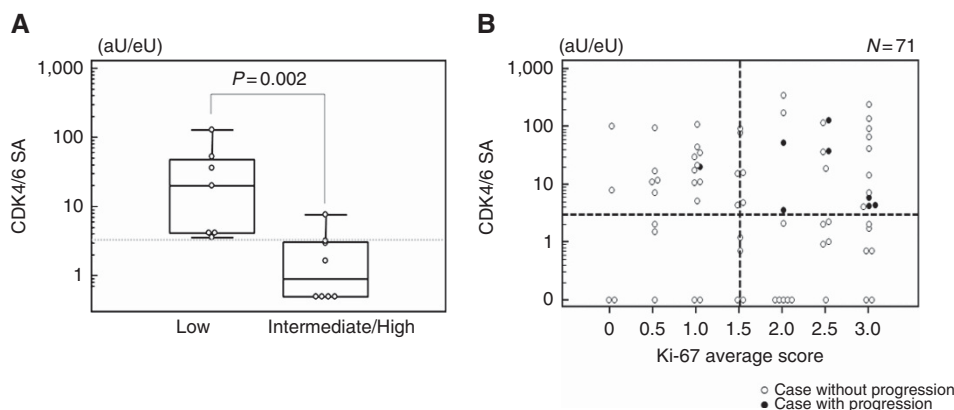 A
(aU/eU)
1,000
100
10
1
CDK4/6 SA
P=0.002
Low
Intermediate/High
B
(aU/eU)
N=71
1,000
100
10
1
0
CDK4/6 SA
0 0.5 1.0 1.5 2.0 2.5 3.0
Ki-67 average score
Case without progression
Case with progression